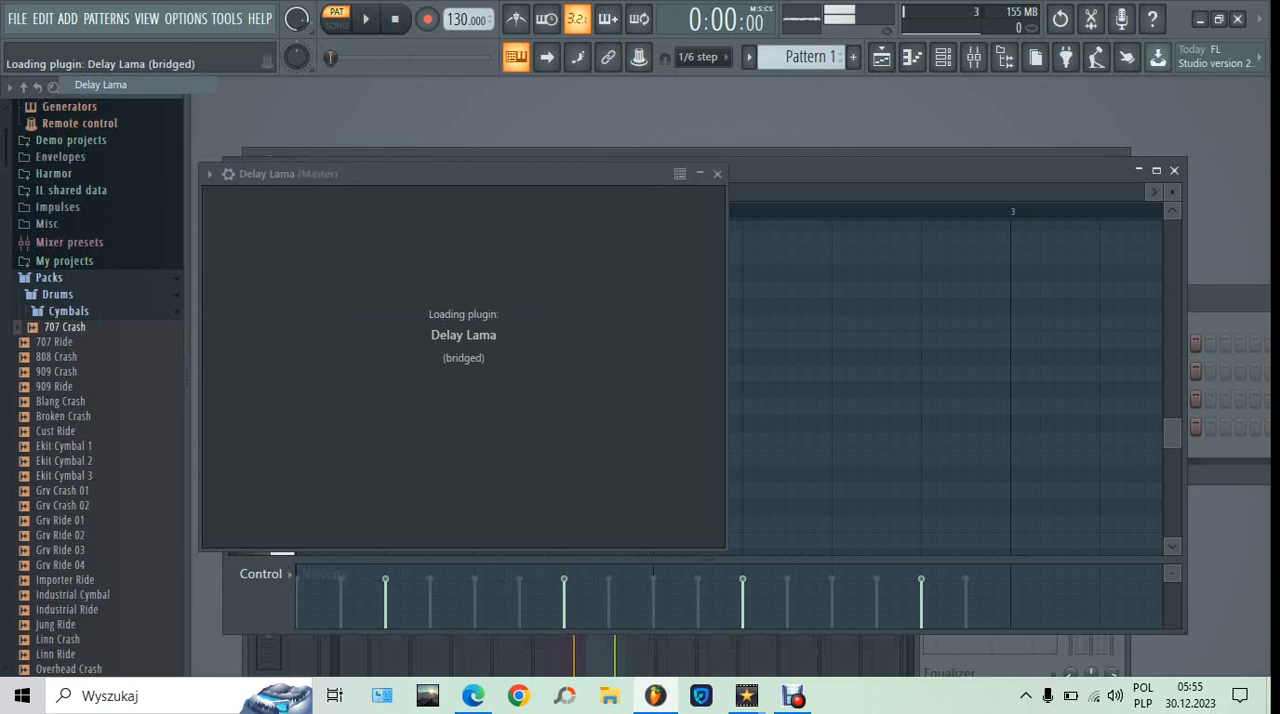 FILE EDIT ADD PATTERNS VIEW OPTIONS TOOLS HELP
PAT
SONG
130.000
3.2.
0:00:00
M:S:CS
3
155 MB
0
Loading plugin: Delay Lama (bridged)
1/6 step
Pattern 1
Today FL
Studio version 2..
Delay Lama
Generators
Remote control
Demo projects
Envelopes
Harmor
IL shared data
Impulses
Misc
Mixer presets
My projects
Packs
Drums
Cymbals
707 Crash
707 Ride
808 Crash
909 Crash
909 Ride
Blang Crash
Broken Crash
Cust Ride
Ekit Cymbal 1
Ekit Cymbal 2
Ekit Cymbal 3
Grv Crash 01
Grv Crash 02
Grv Ride 01
Grv Ride 02
Grv Ride 03
Grv Ride 04
Importer Ride
Industrial Cymbal
Industrial Ride
Jung Ride
Linn Crash
Linn Ride
Overhead Crash
Delay Lama (Master)
Loading plugin:
Delay Lama
(bridged)
3
Control
Velocity
Equalizer
Wyszukaj
POL
PLP
05:55
30.12.2023